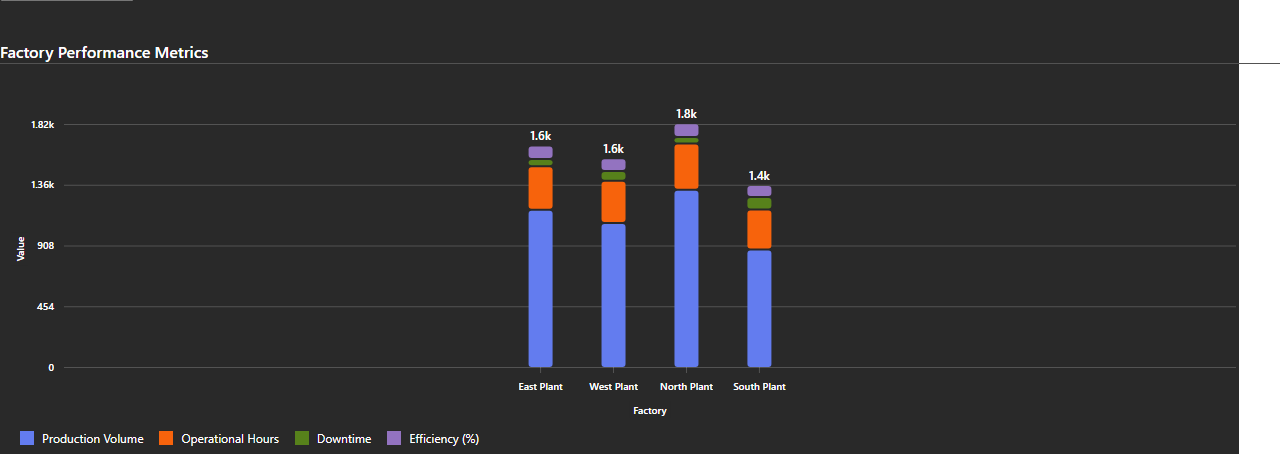 Factory Performance Metrics
1.8k
1.82k
1.6k
1.6k
1.4k
1.36k
908
Value
454
0
East Plant West Plant North Plant South Plant
Factory
Production Volume Operational Hours Downtime Efficiency (%)